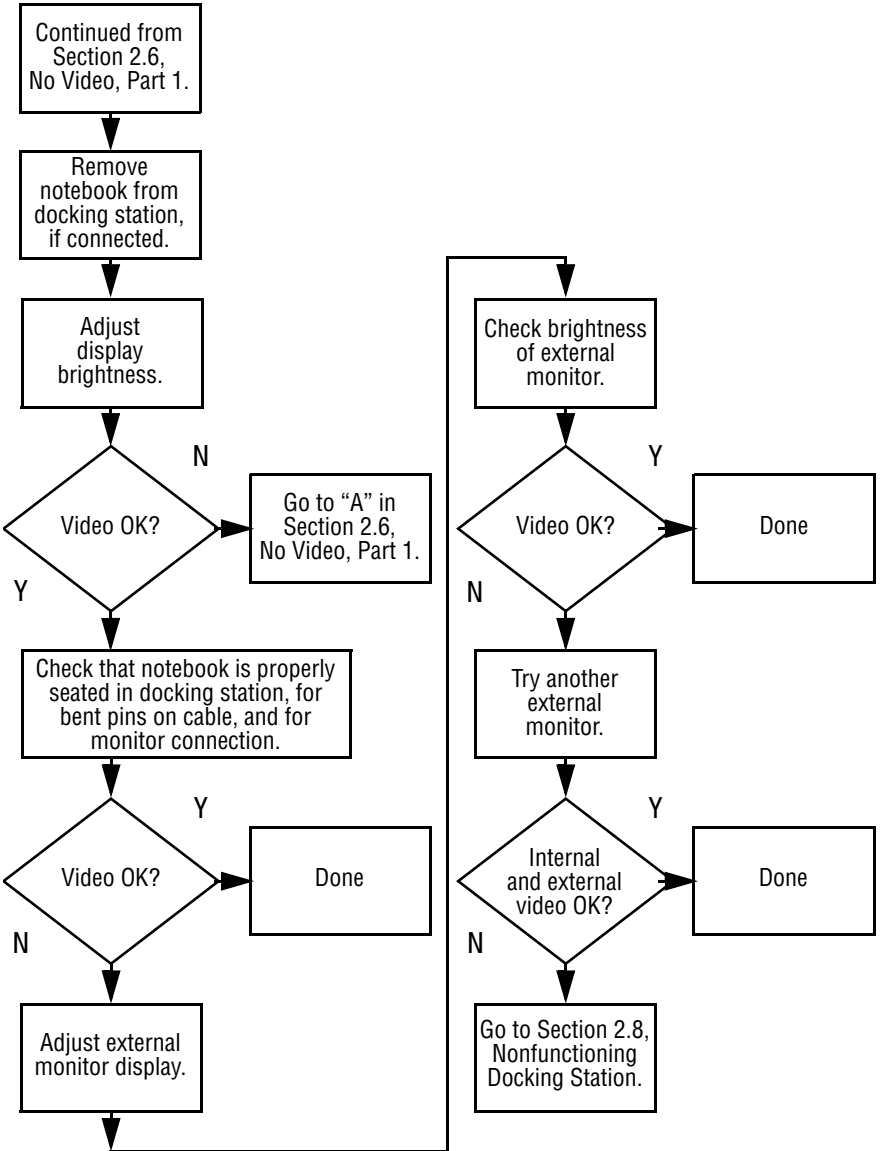 Continued from
Section 2.6,
No Video, Part 1.
Remove
notebook from
docking station,
if connected.
Adjust
display
brightness.
Video OK?
N
Go to “A” in
Section 2.6,
No Video, Part 1.
Y
Check that notebook is properly
seated in docking station, for
bent pins on cable, and for
monitor connection.
Video OK?
Y
Done
N
Adjust external
monitor display.
Check brightness
of external
monitor.
Video OK?
Y
Done
N
Try another
external
monitor.
Internal
and external
video OK?
Y
Done
N
Go to Section 2.8,
Nonfunctioning
Docking Station.